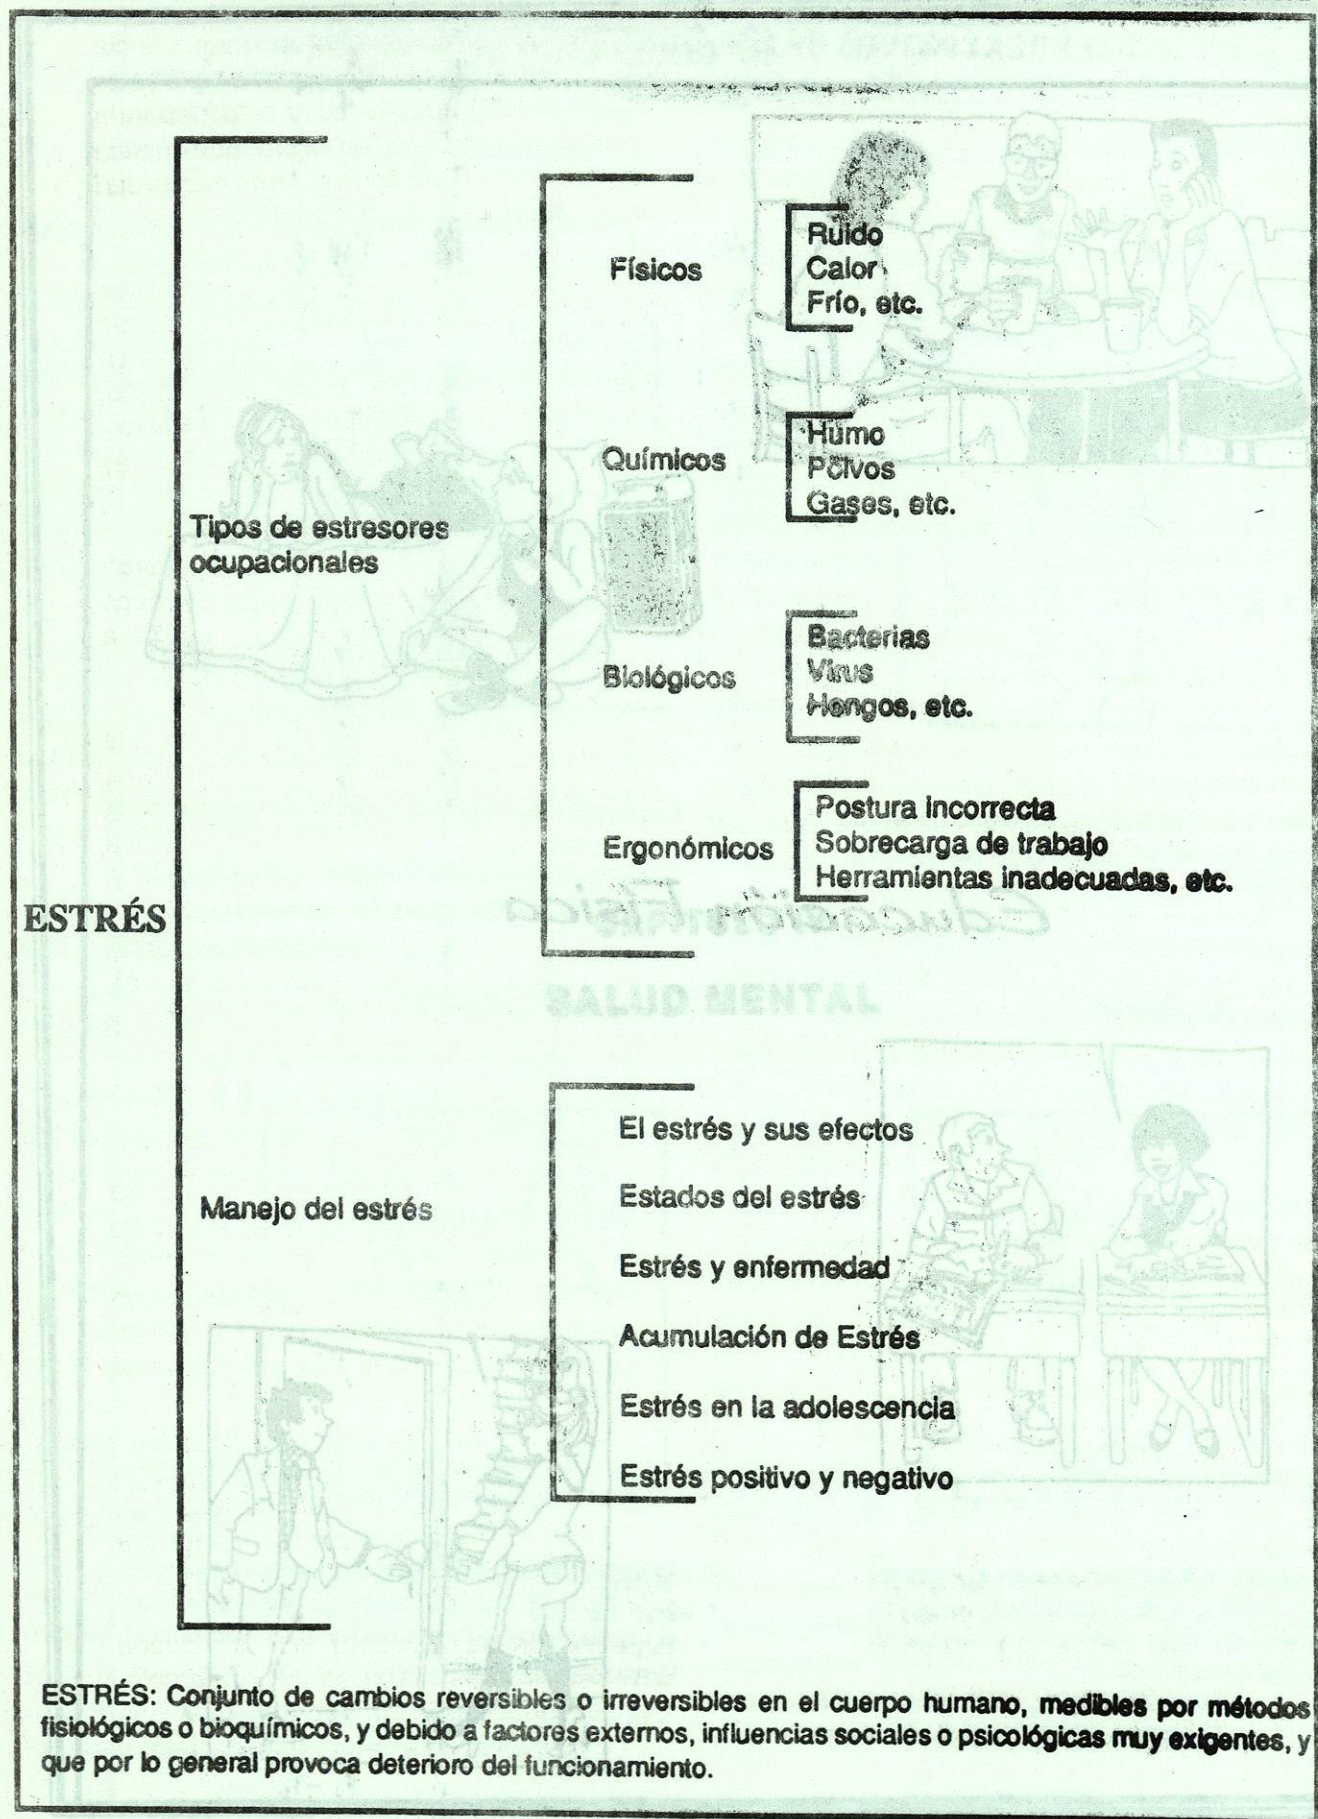 Físicos
Ruido
Calor
Frío, etc.
Químicos
Humo
Polvos
Gases, etc.
Tipos de estresores
ocupacionales
Biológicos
Bacterias
Virus
Hongos, etc.
Ergonómicos
Postura incorrecta
Sobrecarga de trabajo
Herramientas inadecuadas, etc.
ESTRÉS
Educación Física
SALUD MENTAL
Manejo del estrés
El estrés y sus efectos
Estados del estrés
Estrés y enfermedad
Acumulación de Estrés
Estrés en la adolescencia
Estrés positivo y negativo
ESTRÉS: Conjunto de cambios reversibles o irreversibles en el cuerpo humano, medibles por métodos
fisiológicos o bioquímicos, y debido a factores externos, influencias sociales o psicológicas muy exigentes, y
que por lo general provoca deterioro del funcionamiento.